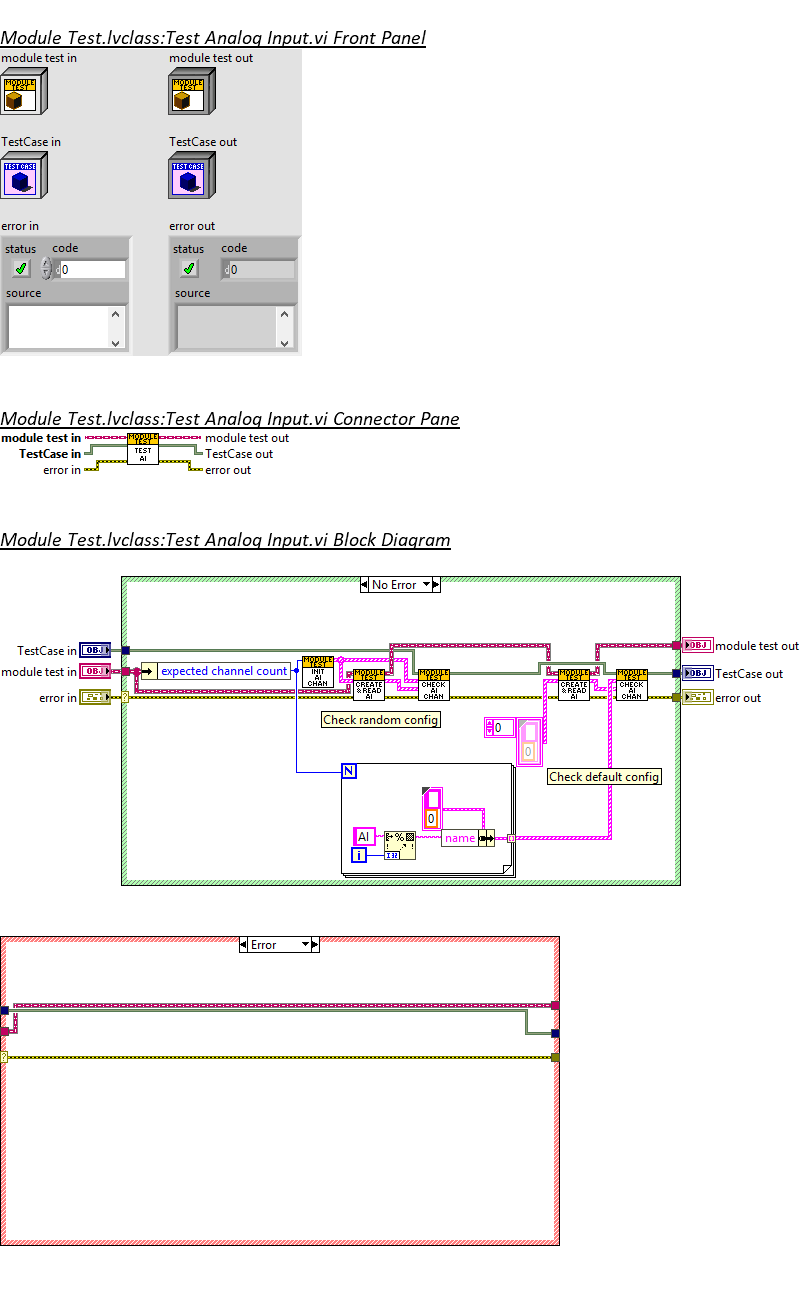 Module Test.lvclass:Test Analog Input.vi Front Panel
module test in module test out
MODULE TEST MODULE TEST
TestCase in TestCase out
TEST CASE TEST CASE
error in error out
status code status code
d 0 d 0
source source
Module Test.lvclass:Test Analog Input.vi Connector Pane
module test in MODULE TEST module test out
TestCase in TEST AI TestCase out
error in error out
Module Test.lvclass:Test Analog Input.vi Block Diagram
No Error
TestCase in OBJ OBJ module test out
module test in OBJ expected channel count OBJ TestCase out
error in ? error out
MODULE TEST INIT AI CHAN
MODULE TEST CREATE & READ AI
MODULE TEST CHECK AI CHAN
MODULE TEST CREATE & READ AI
MODULE TEST CHECK AI CHAN
Check random config
0
0
Check default config
N
0
AI % name
i I32
Error
?